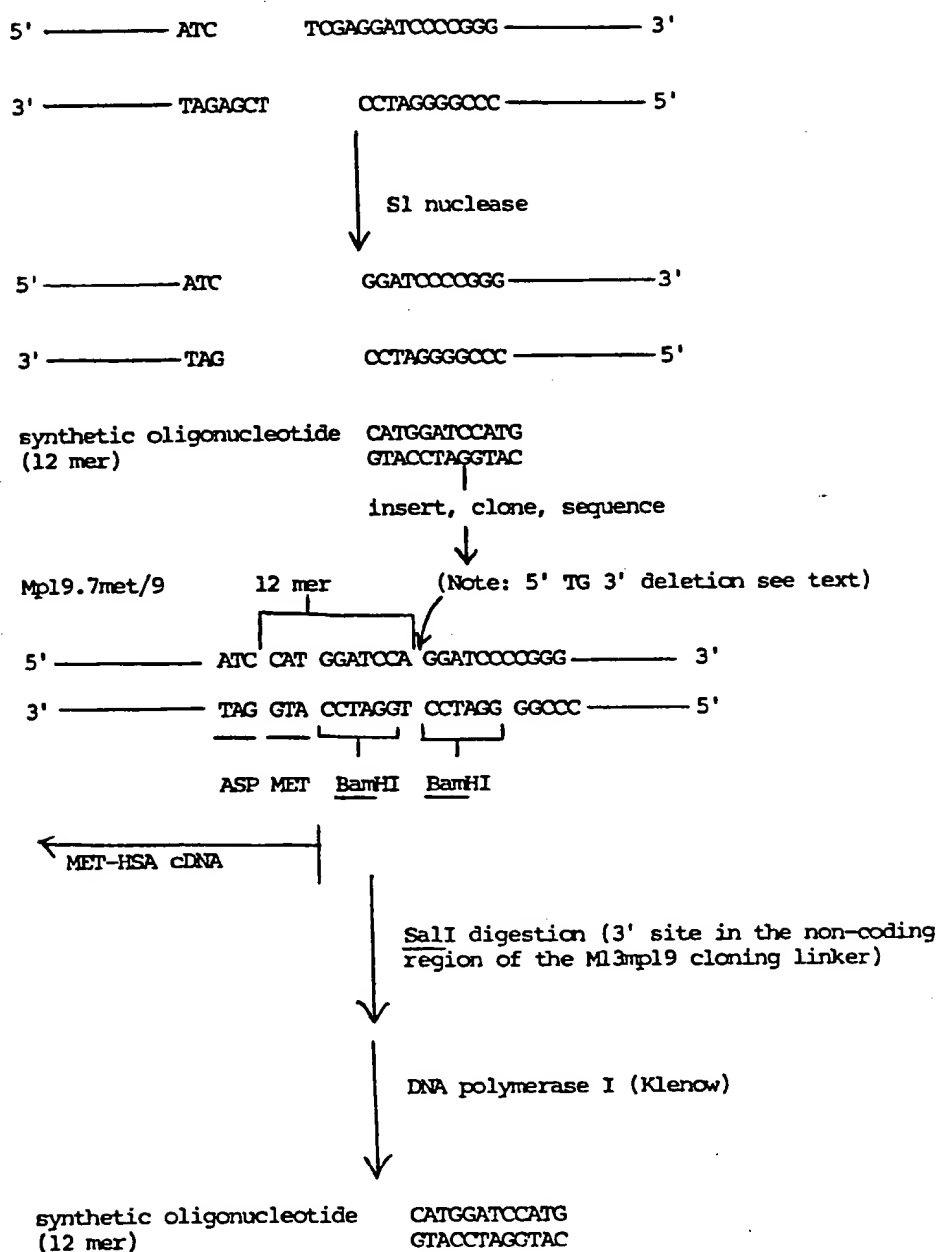 5' ATC TCGAGGATCCCCGGG 3'
3' TAGAGCT CCTAGGGGCCC 5'
S1 nuclease
5' ATC GGATCCCCGGG 3'
3' TAG CCTAGGGGCCC 5'
synthetic oligonucleotide CATGGATCCATG
(12 mer) GTACCTAGGTAC
insert, clone, sequence
Mp19.7met/9 12 mer (Note: 5' TG 3' deletion see text)
5' ATC CAT GGATCCA GGATCCCCGGG 3'
3' TAG GTA CCTAGGT CCTAGG GGCCC 5'
ASP MET BamHI BamHI
MET-HSA cDNA
SalI digestion (3' site in the non-coding
region of the M13mp19 cloning linker)
DNA polymerase I (Klenow)
synthetic oligonucleotide CATGGATCCATG
(12 mer) GTACCTAGGTAC